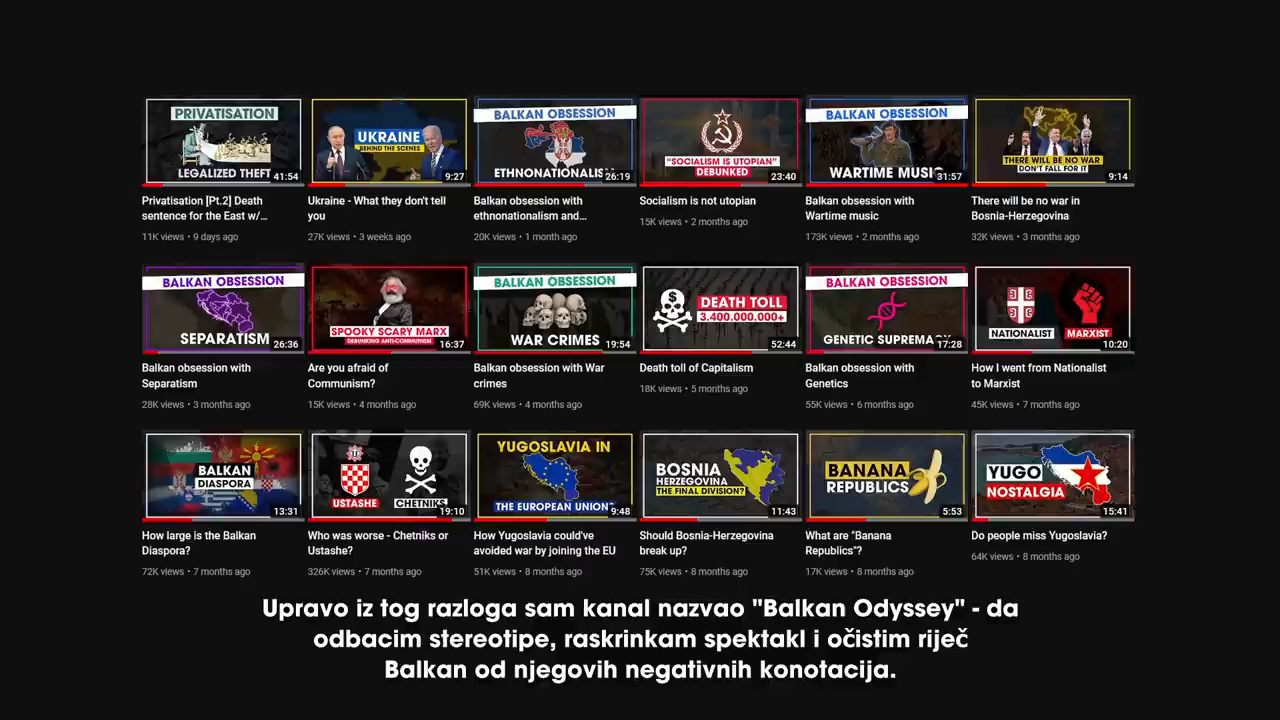 PRIVATISATION
LEGALIZED THEFT
41:54
UKRAINE
BEHIND THE SCENES
9:27
BALKAN OBSESSION
ETHNONATIONALIS
26:19
"SOCIALISM IS UTOPIAN"
DEBUNKED
23:40
BALKAN OBSESSION
WARTIME MUSIC
31:57
THERE WILL BE NO WAR
DON'T FALL FOR IT
9:14
Privatisation [Pt.2] Death
sentence for the East w/...
11K views • 9 days ago
Ukraine - What they don't tell
you
27K views • 3 weeks ago
Balkan obsession with
ethnonationalism and...
20K views • 1 month ago
Socialism is not utopian
15K views • 2 months ago
Balkan obsession with
Wartime music
173K views • 2 months ago
There will be no war in
Bosnia-Herzegovina
32K views • 3 months ago
BALKAN OBSESSION
SEPARATISM
26:36
SPOOKY SCARY MARX
DEBUNKING ANTI-COMMUNISM
16:37
BALKAN OBSESSION
WAR CRIMES
19:54
$
DEATH TOLL
3.400.000.000+
52:44
BALKAN OBSESSION
GENETIC SUPREMA
17:28
NATIONALIST
MARXIST
10:20
Balkan obsession with
Separatism
28K views • 3 months ago
Are you afraid of
Communism?
15K views • 4 months ago
Balkan obsession with War
crimes
69K views • 4 months ago
Death toll of Capitalism
18K views • 5 months ago
Balkan obsession with
Genetics
55K views • 6 months ago
How I went from Nationalist
to Marxist
45K views • 7 months ago
BALKAN
DIASPORA
13:31
USTASHE
CHETNIKS
19:10
YUGOSLAVIA IN
THE EUROPEAN UNION
9:48
BOSNIA
HERZEGOVINA
THE FINAL DIVISION?
11:43
BANANA
REPUBLICS
5:53
YUGO
NOSTALGIA
15:41
How large is the Balkan
Diaspora?
72K views • 7 months ago
Who was worse - Chetniks or
Ustashe?
326K views • 7 months ago
How Yugoslavia could've
avoided war by joining the EU
51K views • 8 months ago
Should Bosnia-Herzegovina
break up?
75K views • 8 months ago
What are "Banana
Republics"?
17K views • 8 months ago
Do people miss Yugoslavia?
64K views • 8 months ago
Upravo iz tog razloga sam kanal nazvao "Balkan Odyssey" - da
odbacim stereotipe, raskrinkam spektakl i očistim riječ
Balkan od njegovih negativnih konotacija.